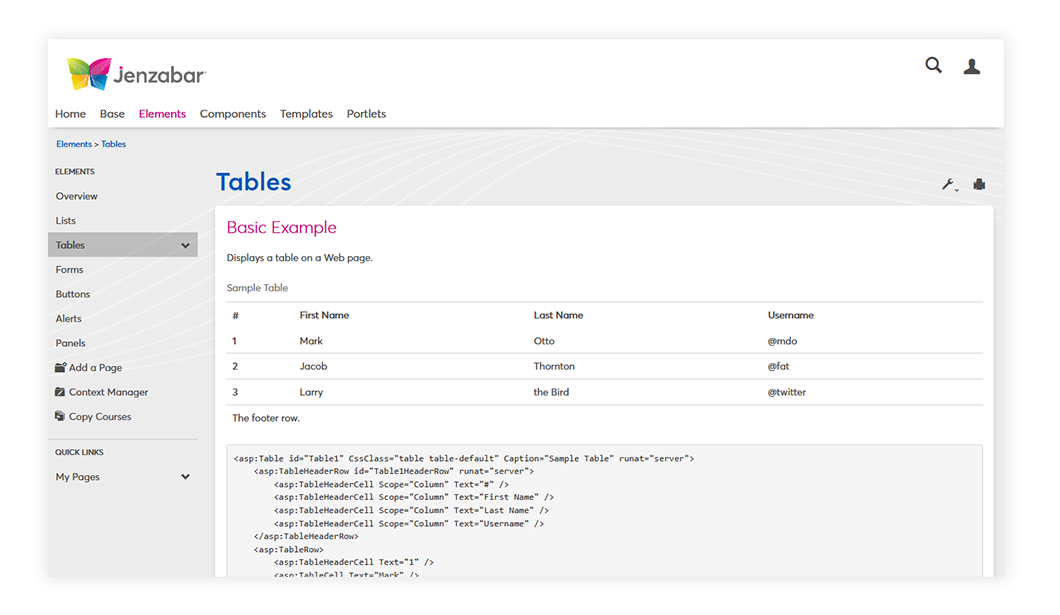 Jenzabar
Home Base Elements Components Templates Portlets
Elements > Tables
ELEMENTS
Overview
Lists
Tables
Forms
Buttons
Alerts
Panels
Add a Page
Context Manager
Copy Courses
QUICK LINKS
My Pages
Tables
Basic Example
Displays a table on a Web page.
Sample Table
# First Name Last Name Username
1 Mark Otto @mdo
2 Jacob Thornton @fat
3 Larry the Bird @twitter
The footer row.
<asp:Table id="Table1" CssClass="table table-default" Caption="Sample Table" runat="server">
    <asp:TableHeaderRow id="Table1HeaderRow" runat="server">
        <asp:TableHeaderCell Scope="Column" Text="#" />
        <asp:TableHeaderCell Scope="Column" Text="First Name" />
        <asp:TableHeaderCell Scope="Column" Text="Last Name" />
        <asp:TableHeaderCell Scope="Column" Text="Username" />
    </asp:TableHeaderRow>
    <asp:TableRow>
        <asp:TableHeaderCell Text="1" />
        <asp:TableCell Text="Mark" />